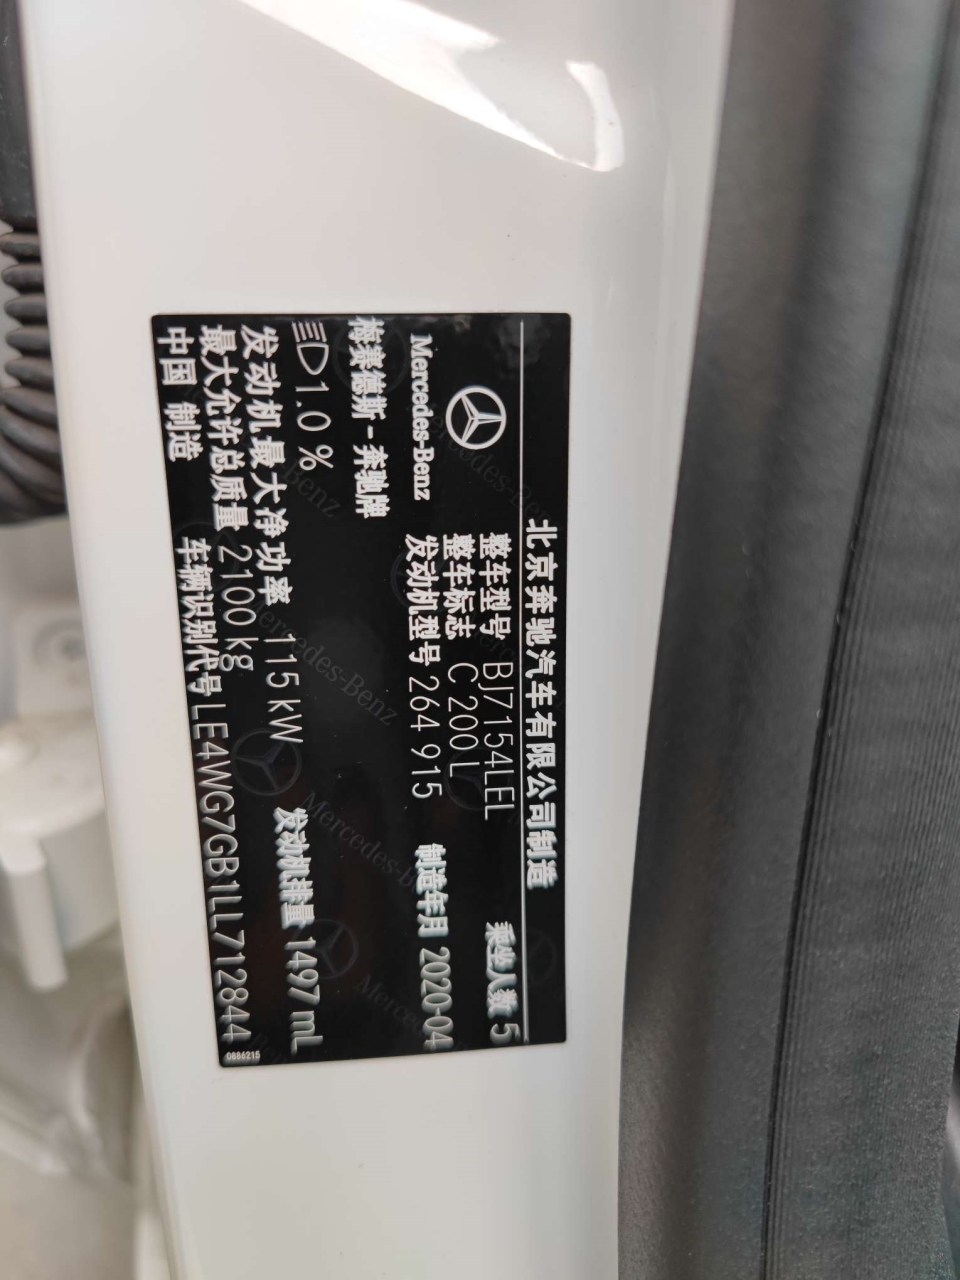 北京奔驰汽车有限公司制造
Mercedes-Benz
整车型号 BJ7154LEL 乘坐人数 5
整车标志 C 200 L
发动机型号 264 915 制造年月 2020-04
梅赛德斯-奔驰牌
1.0 %
发动机最大净功率 115kW 发动机排量 1497 mL
最大允许总质量 2100 kg
中国 制造 车辆识别代号 LE4WG7GB1LL712844
0886215